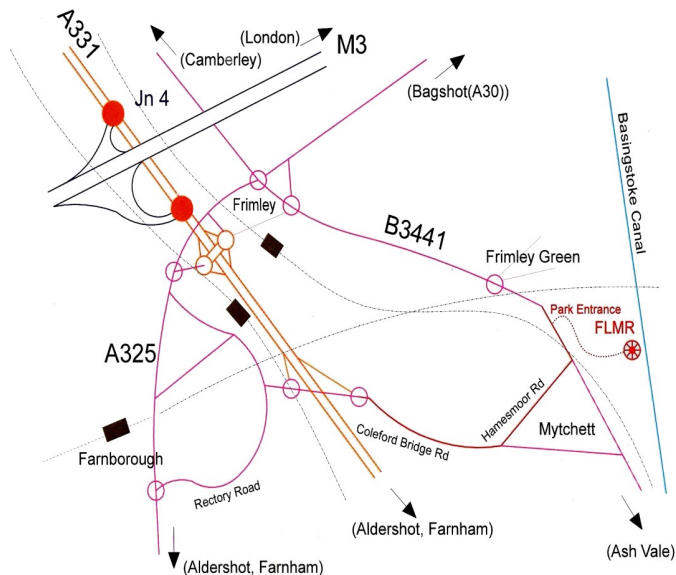 A331
(London)
M3
(Camberley)
Jn 4
(Bagshot(A30))
Basingstoke Canal
Frimley
B3441
Frimley Green
Park Entrance
FLMR
A325
Hamesmoor Rd
Mytchett
Coleford Bridge Rd
Farnborough
Rectory Road
(Aldershot, Farnham)
(Ash Vale)
(Aldershot, Farnham)